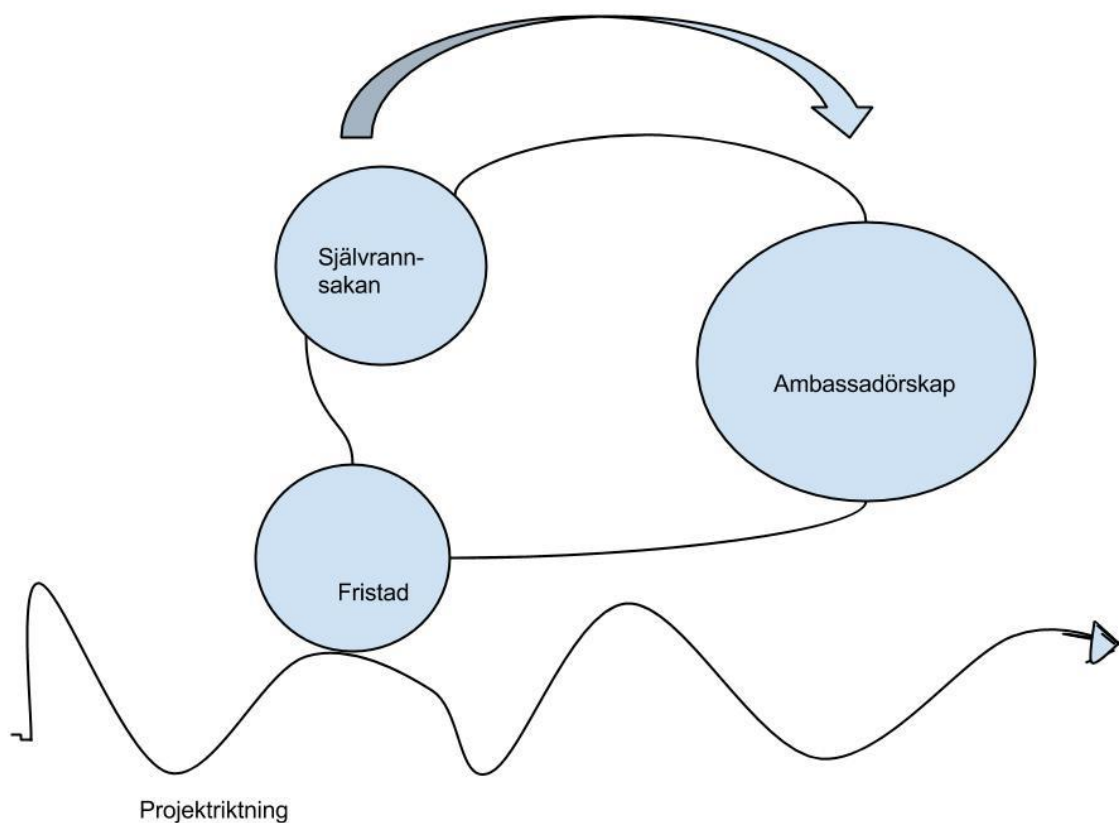 Självrann-
sakan
Ambassadörskap
Fristad
Projektriktning